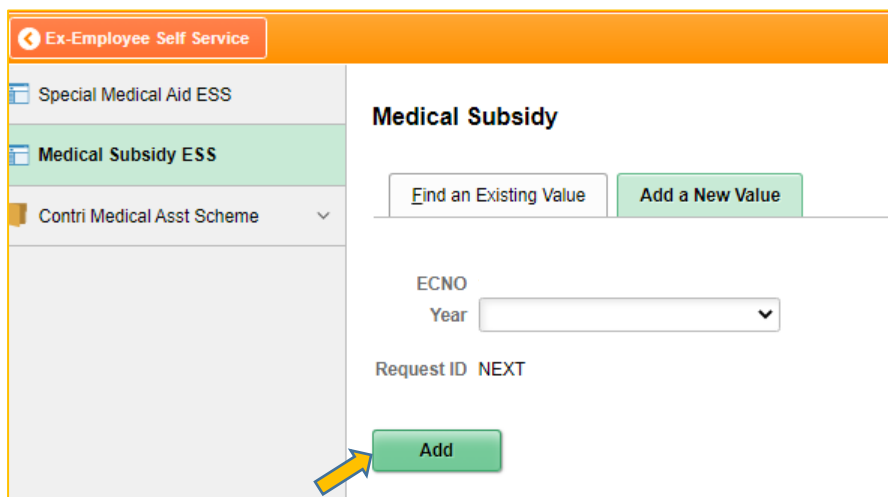 Ex-Employee Self Service
Special Medical Aid ESS
Medical Subsidy ESS
Contri Medical Asst Scheme
Medical Subsidy
Find an Existing Value
Add a New Value
ECNO
Year
Request ID NEXT
Add